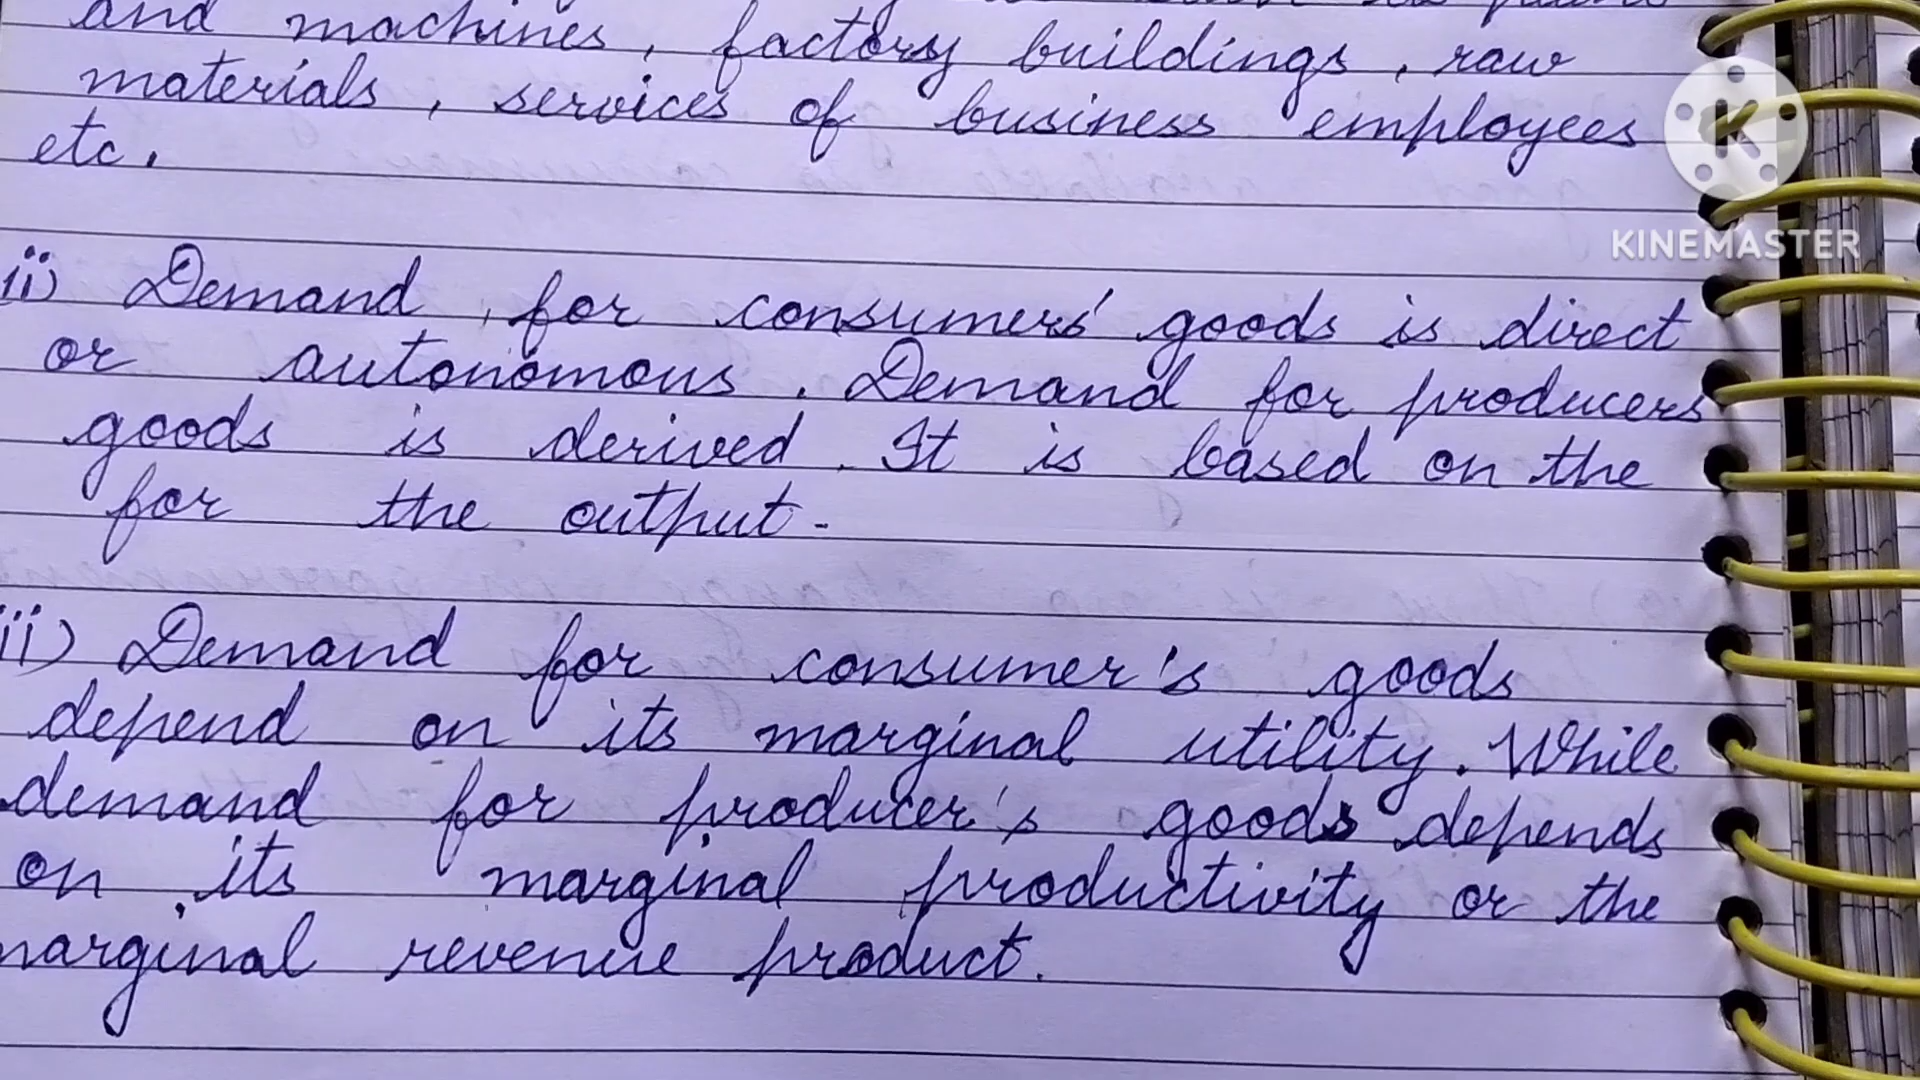 and machines, factory buildings, raw
materials, services of business employees
etc.
ii) Demand for consumers' goods is direct
or autonomous. Demand for producers
goods is derived. It is based on the
for the output.
iii) Demand for consumer's goods
depend on its marginal utility. While
demand for producer's goods depends
on its marginal productivity or the
marginal revenue product.
K
KINEMASTER